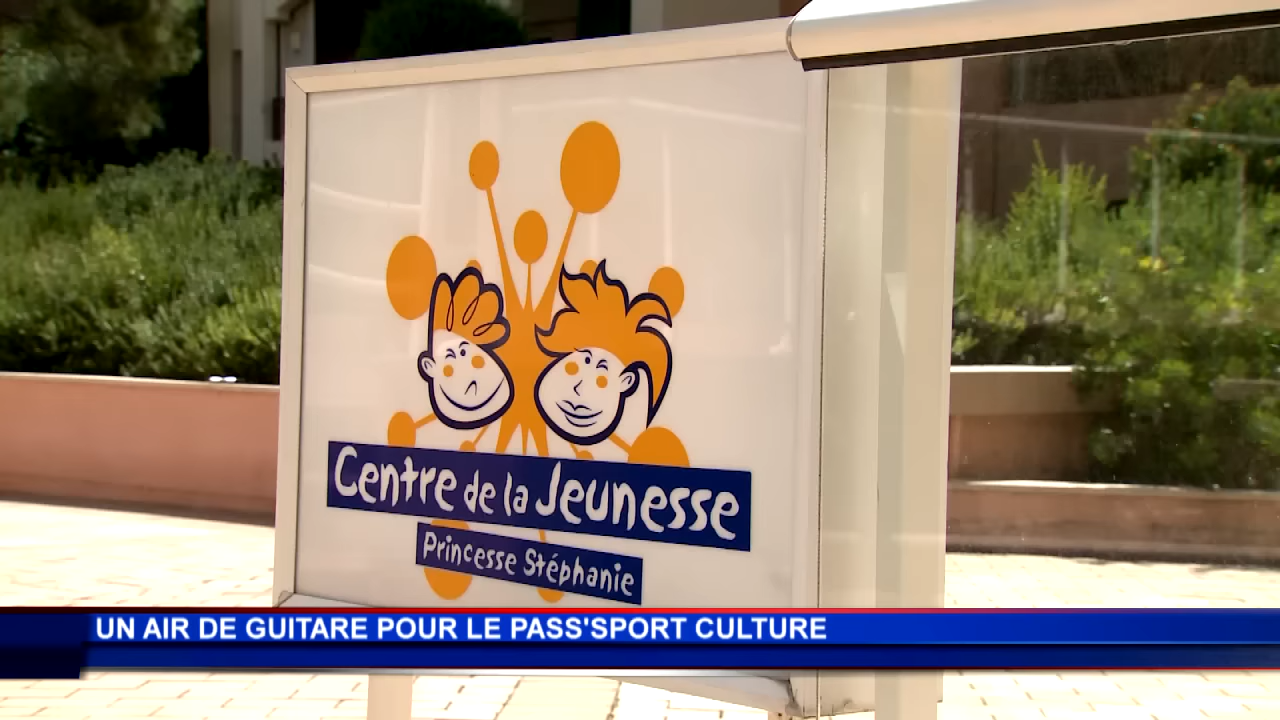 Centre de la Jeunesse
Princesse Stéphanie
UN AIR DE GUITARE POUR LE PASS'SPORT CULTURE